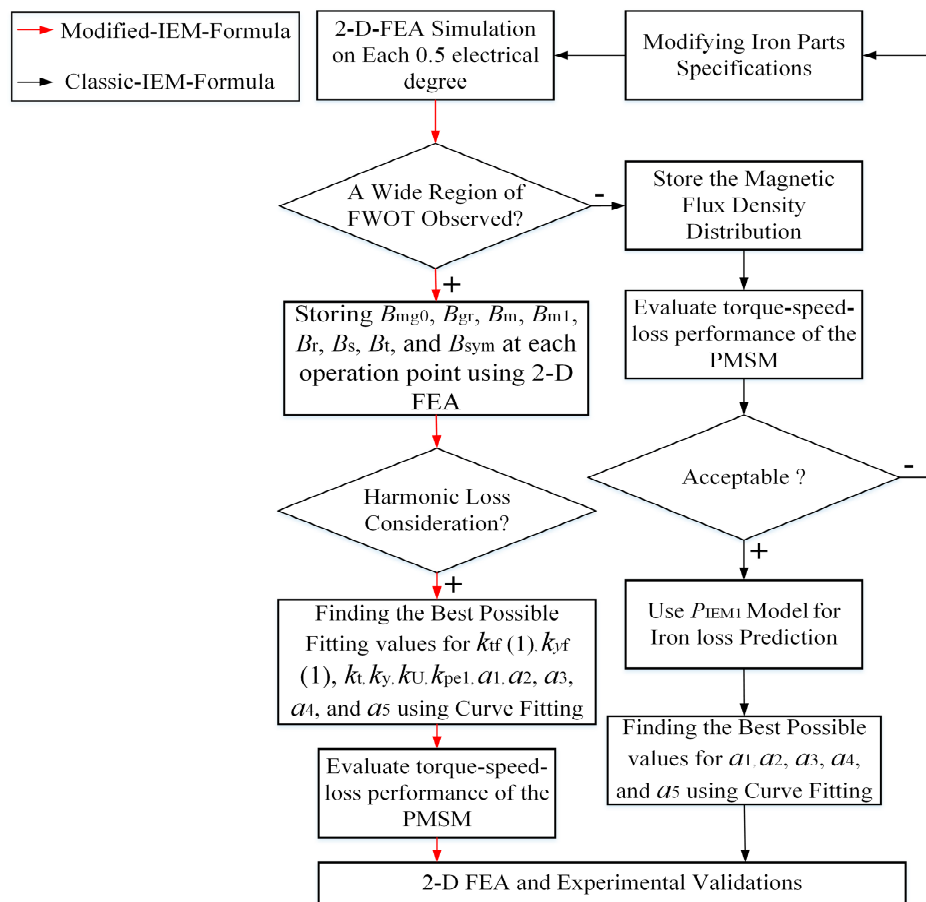 Modified-IEM-Formula
Classic-IEM-Formula
2-D-FEA Simulation
on Each 0.5 electrical
degree
Modifying Iron Parts
Specifications
A Wide Region of
FWOT Observed?
-
+
Store the Magnetic
Flux Density
Distribution
Storing Bmg0, Bgr, Bm, Bm1,
Br, Bs, Bt, and Bsym at each
operation point using 2-D
FEA
Evaluate torque-speed-
loss performance of the
PMSM
Acceptable ?
-
+
Harmonic Loss
Consideration?
+
Use PIEM1 Model for
Iron loss Prediction
Finding the Best Possible
Fitting values for ktf (1), kyf
(1), kt, ky, kU, kpe1, a1, a2, a3,
a4, and a5 using Curve Fitting
Finding the Best Possible
values for a1, a2, a3, a4,
and a5 using Curve Fitting
Evaluate torque-speed-
loss performance of the
PMSM
2-D FEA and Experimental Validations